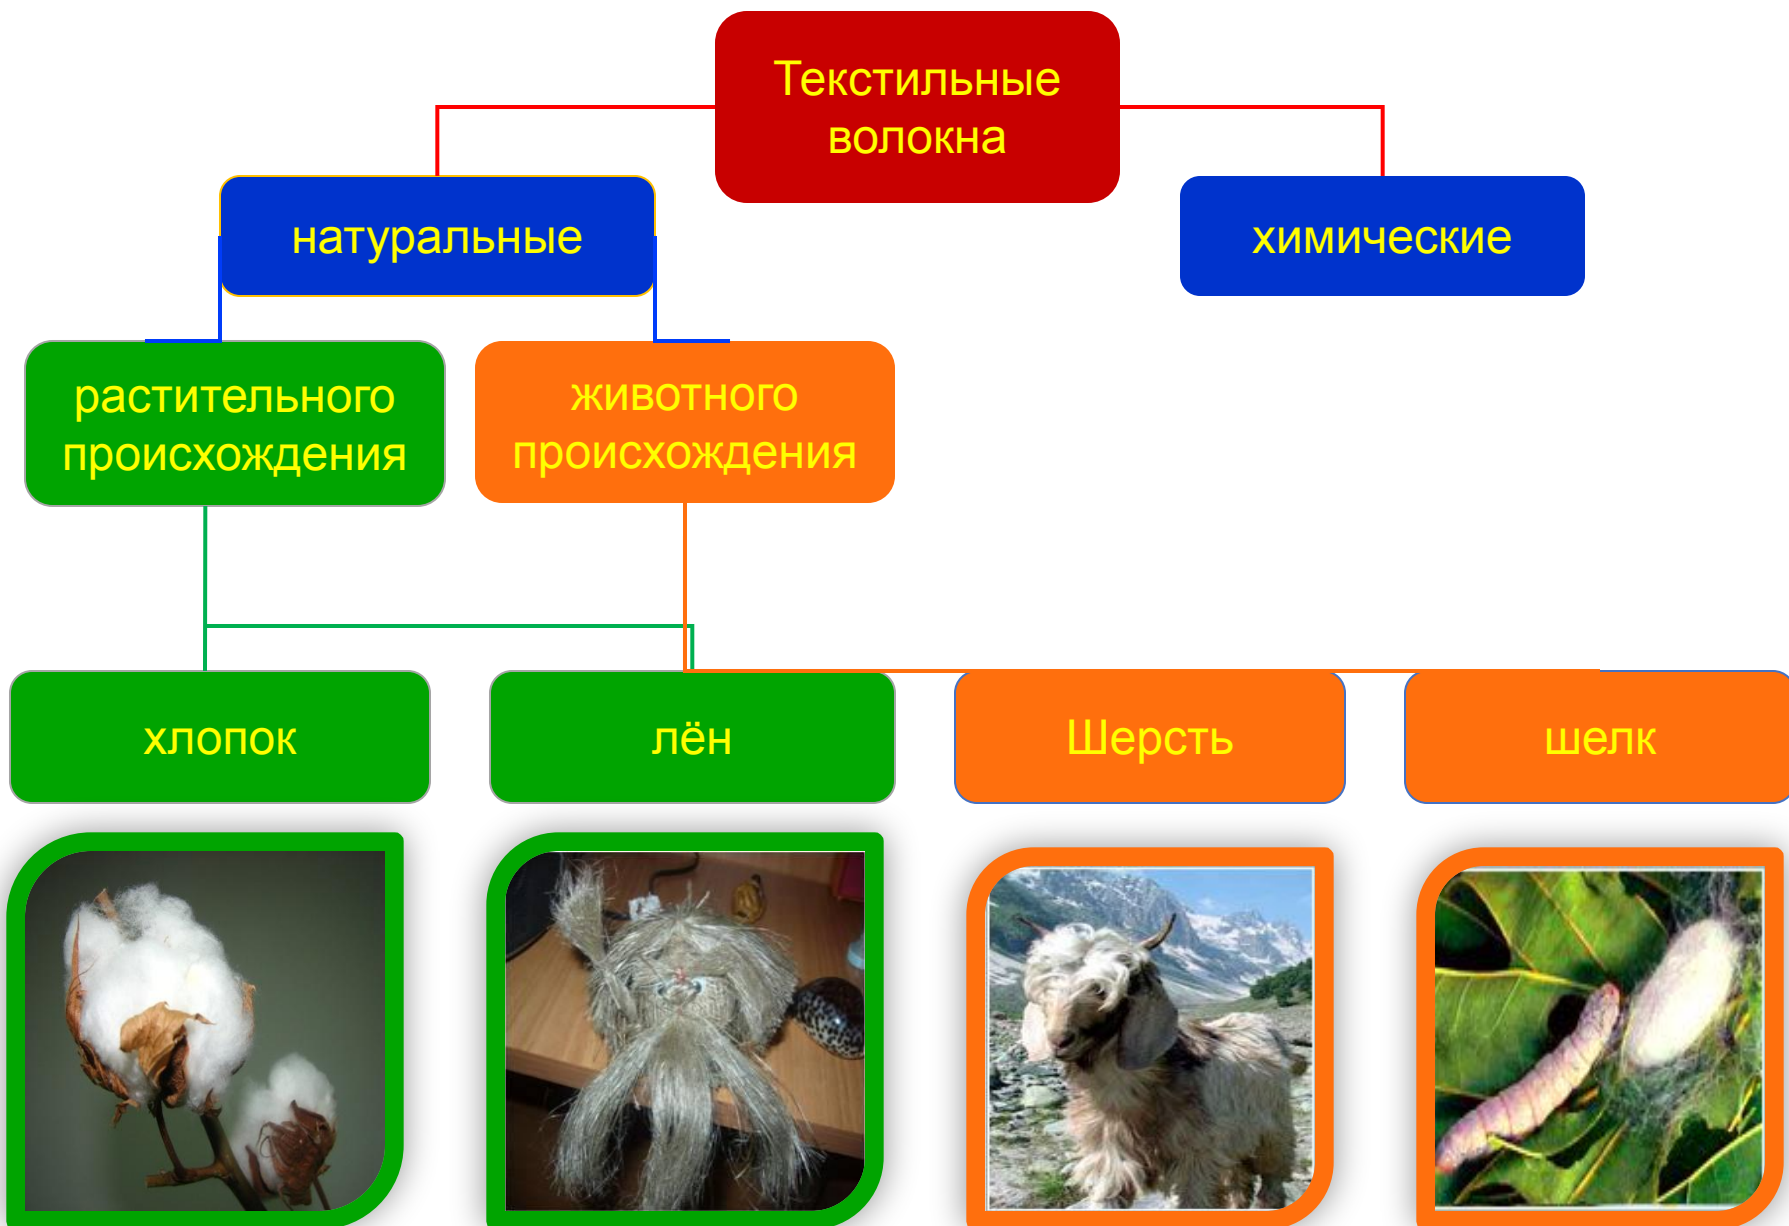 Текстильные
волокна
натуральные
химические
растительного
происхождения
животного
происхождения
хлопок
лён
Шерсть
шелк